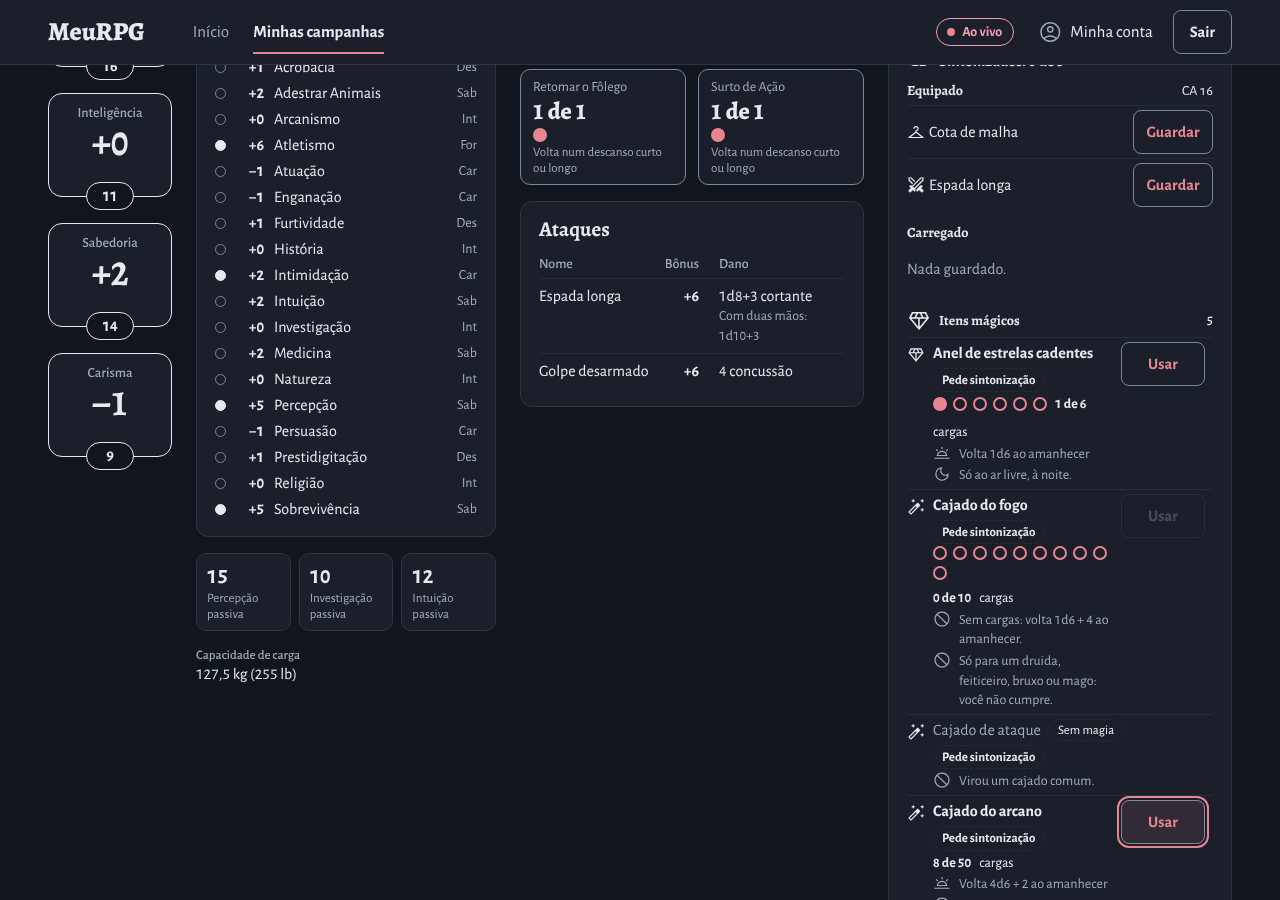 MeuRPG
Início
Minhas campanhas
Ao vivo
Minha conta
Sair
16
Inteligência
+0
11
Sabedoria
+2
14
Carisma
−1
9
+1 Acrobacia Des
+2 Adestrar Animais Sab
+0 Arcanismo Int
+6 Atletismo For
−1 Atuação Car
−1 Enganação Car
+1 Furtividade Des
+0 História Int
+2 Intimidação Car
+2 Intuição Sab
+0 Investigação Int
+2 Medicina Sab
+0 Natureza Int
+5 Percepção Sab
−1 Persuasão Car
+1 Prestidigitação Des
+0 Religião Int
+5 Sobrevivência Sab
15
Percepção
passiva
10
Investigação
passiva
12
Intuição
passiva
Capacidade de carga
127,5 kg (255 lb)
Retomar o Fôlego
1 de 1
Volta num descanso curto
ou longo
Surto de Ação
1 de 1
Volta num descanso curto
ou longo
Ataques
Nome Bônus Dano
Espada longa +6 1d8+3 cortante
Com duas mãos:
1d10+3
Golpe desarmado +6 4 concussão
Equipado CA 16
Cota de malha Guardar
Espada longa Guardar
Carregado
Nada guardado.
Itens mágicos 5
Anel de estrelas cadentes Usar
Pede sintonização
1 de 6
cargas
Volta 1d6 ao amanhecer
Só ao ar livre, à noite.
Cajado do fogo Usar
Pede sintonização
0 de 10 cargas
Sem cargas: volta 1d6 + 4 ao
amanhecer.
Só para um druida,
feiticeiro, bruxo ou mago:
você não cumpre.
Cajado de ataque Sem magia
Pede sintonização
Virou um cajado comum.
Cajado do arcano Usar
Pede sintonização
8 de 50 cargas
Volta 4d6 + 2 ao amanhecer